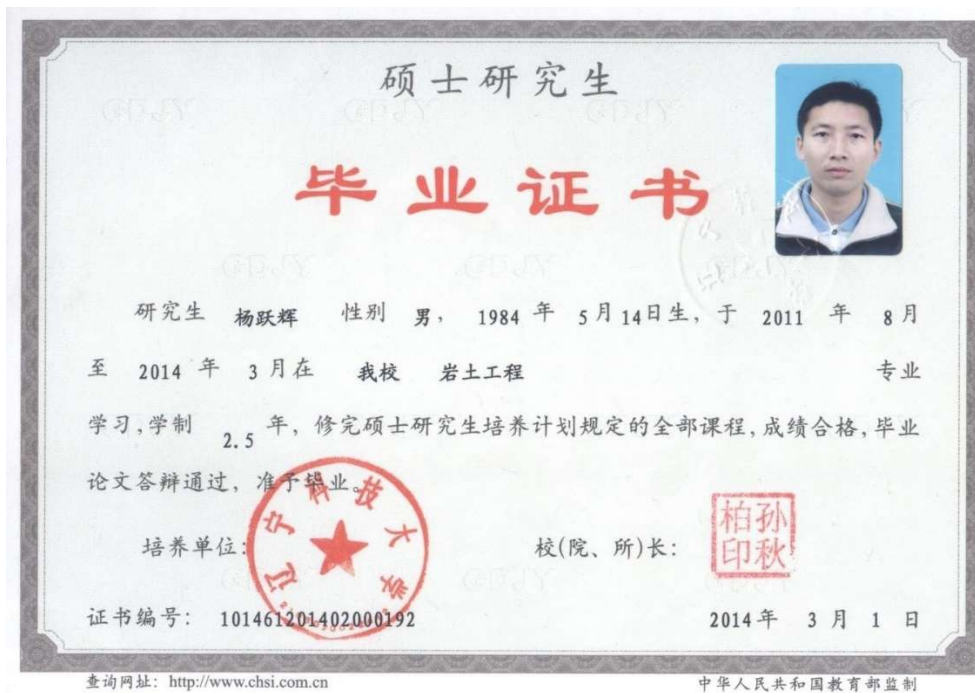 硕士研究生
毕业证书
研究生 杨跃辉 性别 男, 1984 年 5月14日生, 于 2011 年 8月
至 2014 年 3月在 我校 岩土工程 专业
学习,学制 2.5 年, 修完硕士研究生培养计划规定的全部课程,成绩合格,毕业
论文答辩通过, 准予毕业。
辽宁科技大学
培养单位: 校(院、所)长: 孙秋柏印
证书编号: 101461201402000192 2014年 3月 1日
查询网址: http://www.chsi.com.cn 中华人民共和国教育部监制